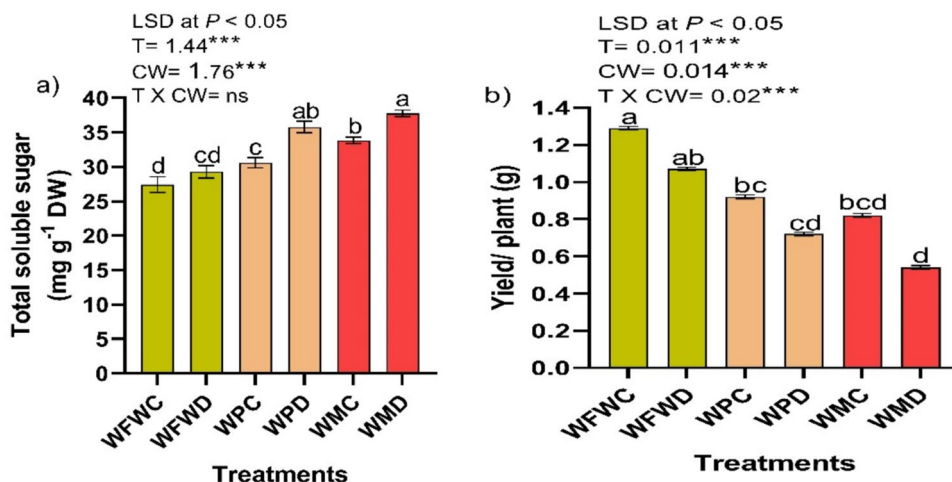 LSD at P < 0.05
T= 1.44***
CW= 1.76***
T X CW= ns
a)
Total soluble sugar
(mg g⁻¹ DW)
40
35
30
25
20
15
10
5
0
d
cd
c
ab
b
a
WFWC
WFWD
WPC
WPD
WMC
WMD
Treatments
LSD at P < 0.05
T= 0.011***
CW= 0.014***
T X CW= 0.02***
b)
Yield/ plant (g)
1.4
1.2
1.0
0.8
0.6
0.4
0.2
0.0
a
ab
bc
cd
bcd
d
WFWC
WFWD
WPC
WPD
WMC
WMD
Treatments